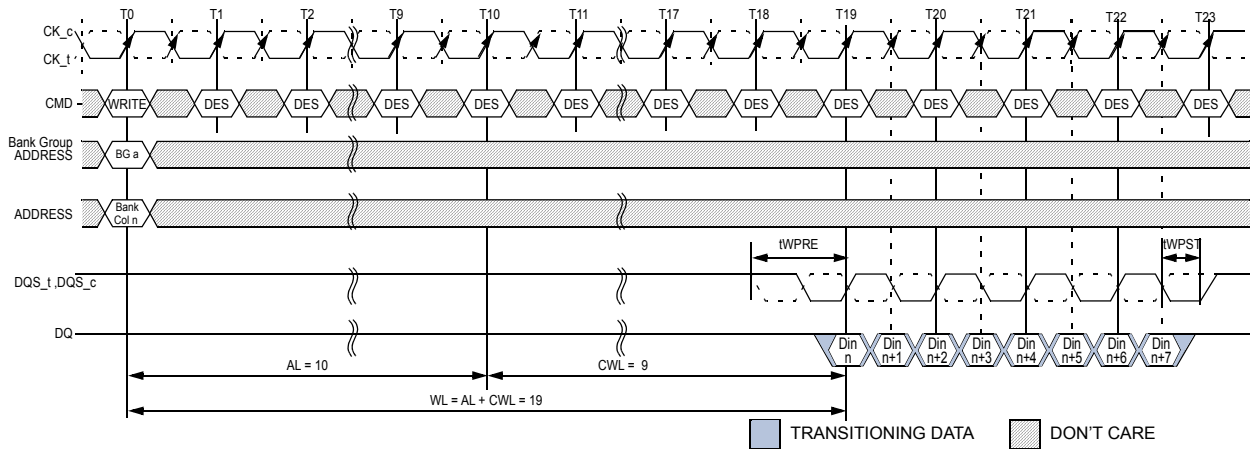 T0 T1 T2 T9 T10 T11 T17 T18 T19 T20 T21 T22 T23
CK_c
CK_t
CMD WRITE DES DES DES DES DES DES DES DES DES DES DES DES
Bank Group
ADDRESS BG a
ADDRESS Bank
Col n
tWPRE tWPST
DQS_t ,DQS_c
DQ Din n Din n+1 Din n+2 Din n+3 Din n+4 Din n+5 Din n+6 Din n+7
AL = 10 CWL = 9
WL = AL + CWL = 19
TRANSITIONING DATA DON'T CARE